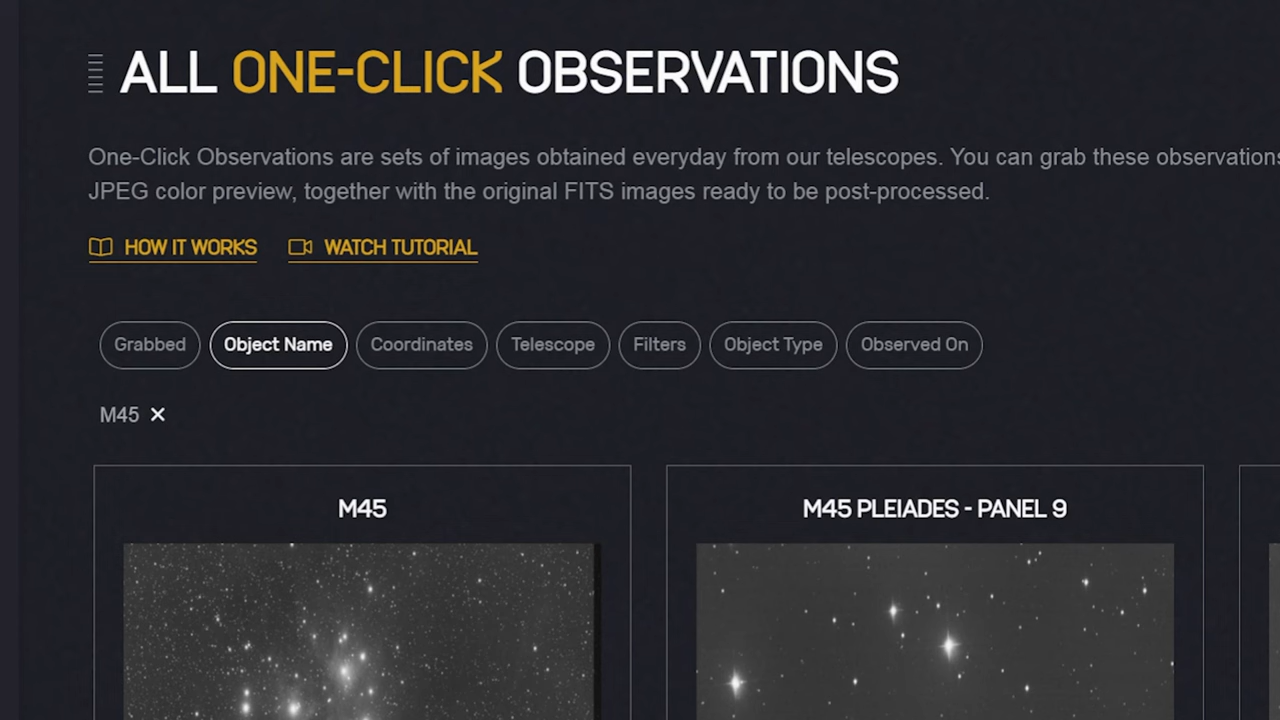 ALL ONE-CLICK OBSERVATIONS
One-Click Observations are sets of images obtained everyday from our telescopes. You can grab these observations
JPEG color preview, together with the original FITS images ready to be post-processed.
HOW IT WORKS WATCH TUTORIAL
Grabbed Object Name Coordinates Telescope Filters Object Type Observed On
M45 ✕
M45 M45 PLEIADES - PANEL 9